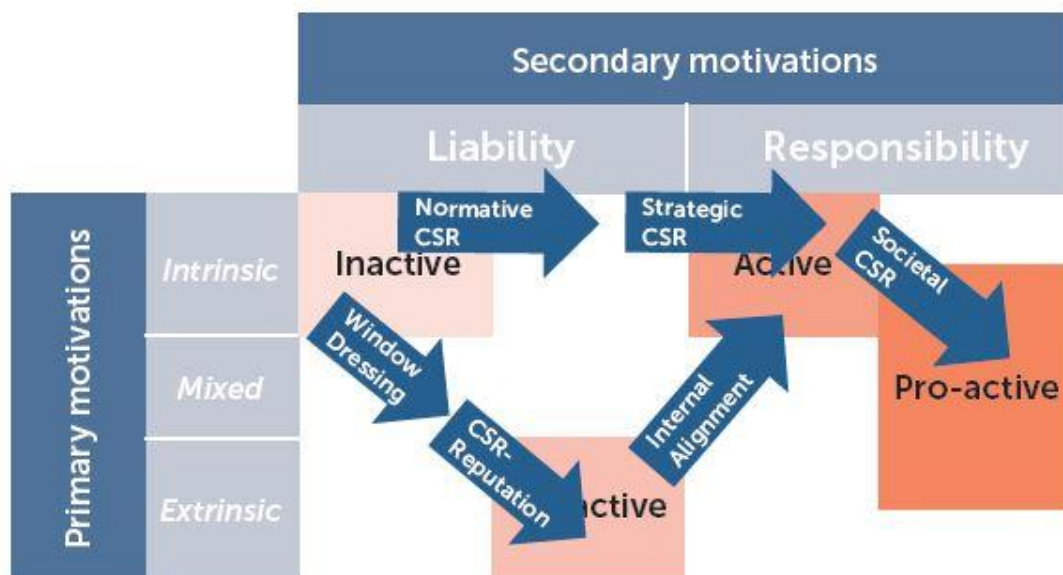 Secondary motivations
Liability
Responsibility
Primary motivations
Intrinsic
Mixed
Extrinsic
Normative
CSR
Strategic
CSR
Societal
CSR
Inactive
Active
Window
Dressing
Internal
Alignment
Pro-active
CSR-
Reputation
ctive